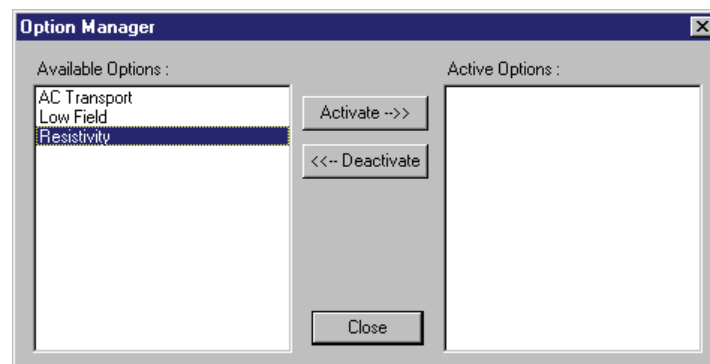 Option Manager
Available Options :
Active Options :
AC Transport
Low Field
Resistivity
Activate -->>
<<-- Deactivate
Close